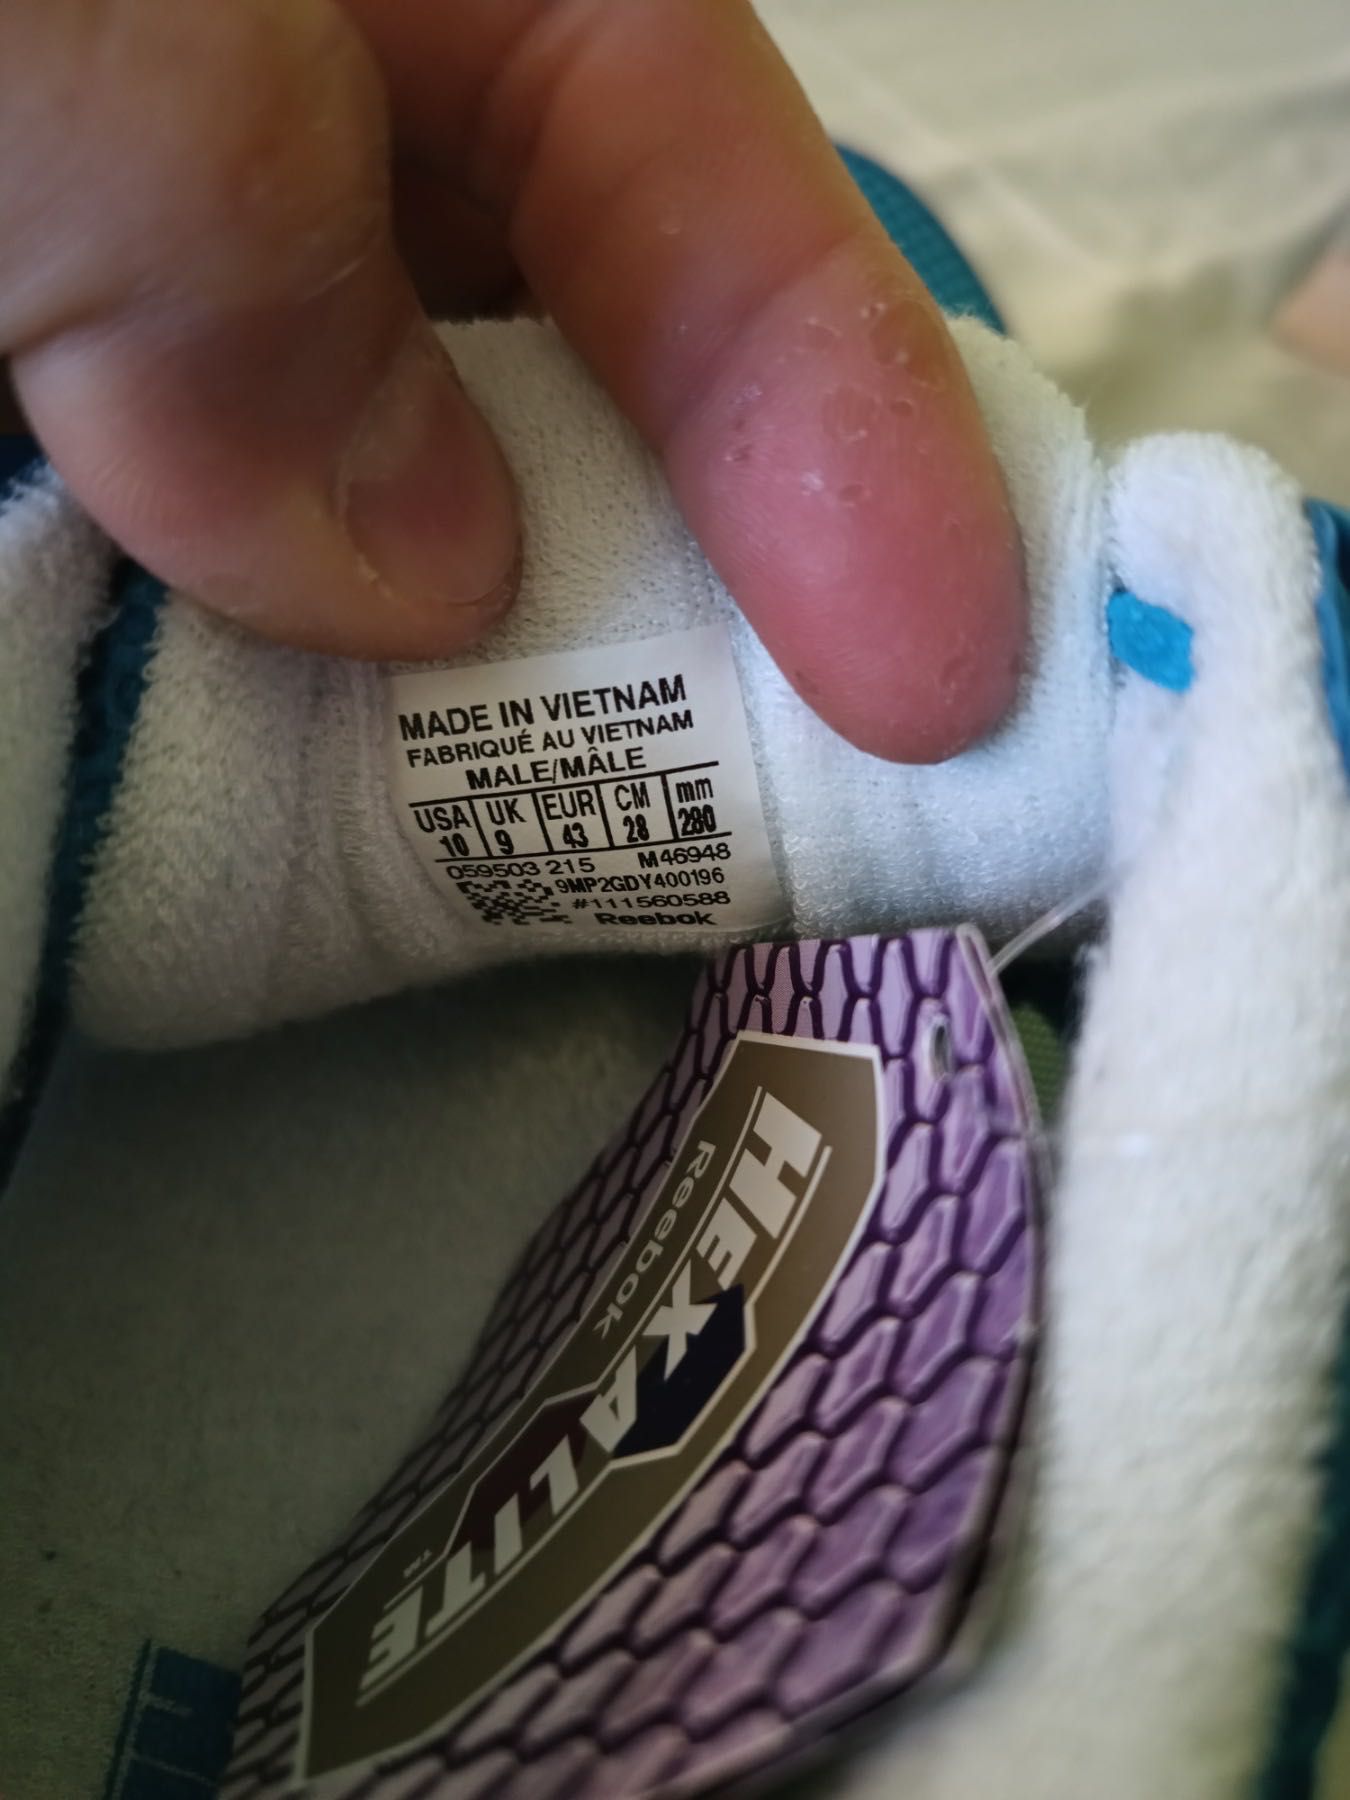 MADE IN VIETNAM
FABRIQUÉ AU VIETNAM
MALE/MÂLE
USA UK EUR CM mm
10 9 43 28 280
059503 215 M46948
9MP2GDY400196
#111560588
Reebok
HEXALITE
Reebok
TM